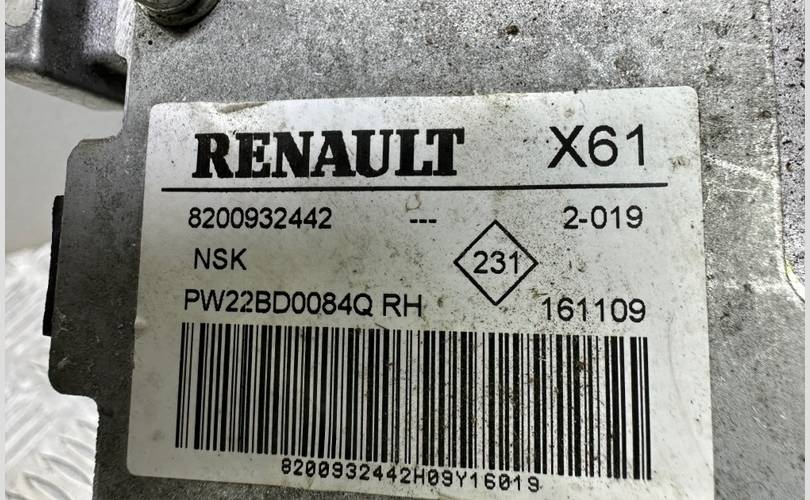 RENAULT X61
8200932442 --- 2-019
NSK 231
PW22BD0084Q RH 161109
8200932442H09Y16019